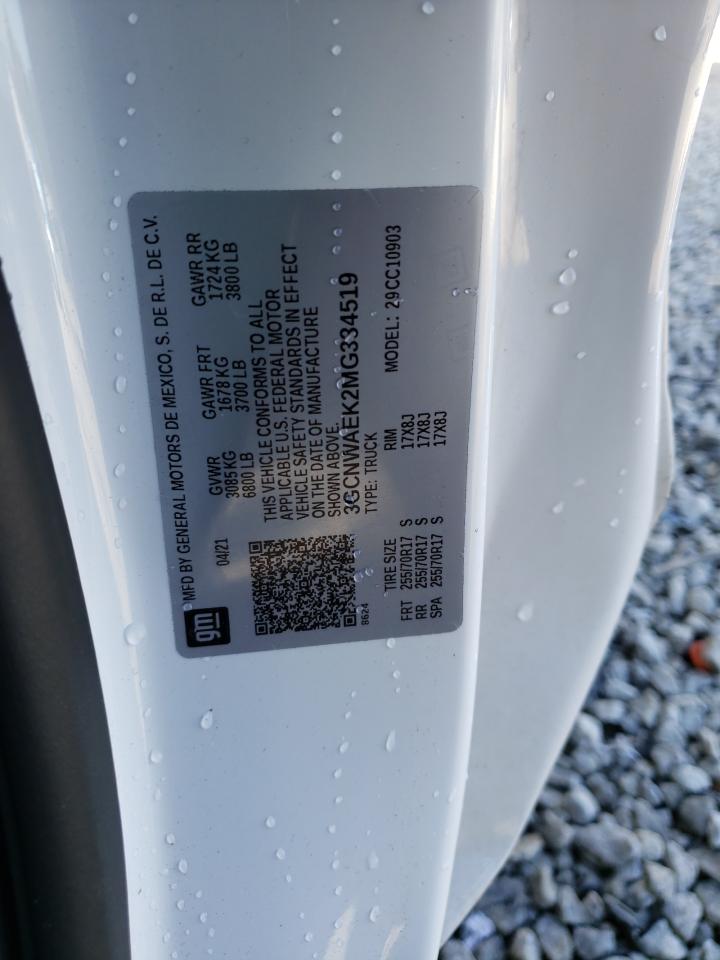 MFD BY GENERAL MOTORS DE MEXICO, S. DE R.L. DE C.V.
gm
04/21 GVWR GAWR FRT GAWR RR
3085 KG 1678 KG 1724 KG
6800 LB 3700 LB 3800 LB
THIS VEHICLE CONFORMS TO ALL
APPLICABLE U.S. FEDERAL MOTOR
VEHICLE SAFETY STANDARDS IN EFFECT
ON THE DATE OF MANUFACTURE
SHOWN ABOVE.
3GCNWAEK2MG334519
8624 TYPE: TRUCK MODEL: 29CC10903
TIRE SIZE RIM
FRT 255/70R17 S 17X8J
RR 255/70R17 S 17X8J
SPA 255/70R17 S 17X8J